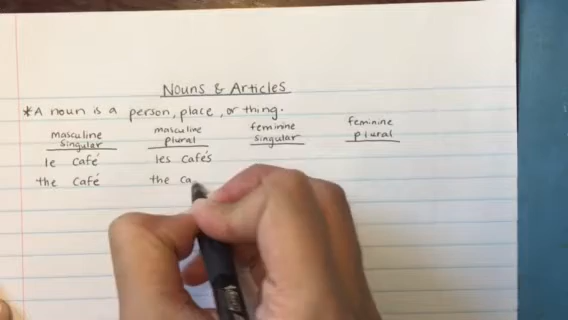 Nouns & Articles
*A noun is a person, place, or thing.
masculine singular masculine plural feminine singular feminine plural
le café les cafés
the café the ca